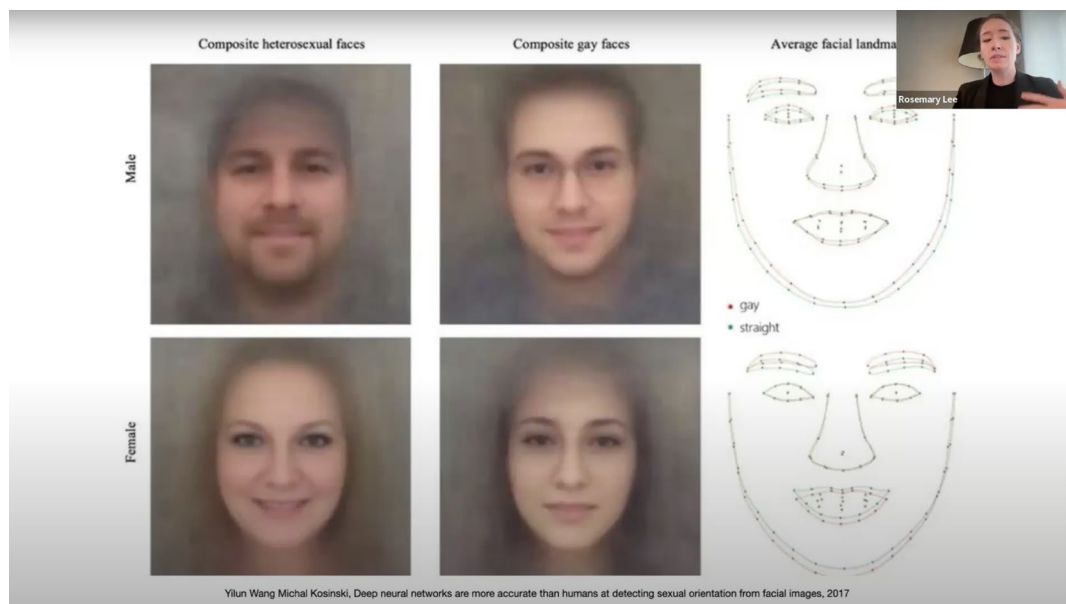 Composite heterosexual faces
Composite gay faces
Average facial landma
Rosemary Lee
Male
gay
straight
Female
Yilun Wang Michal Kosinski, Deep neural networks are more accurate than humans at detecting sexual orientation from facial images, 2017